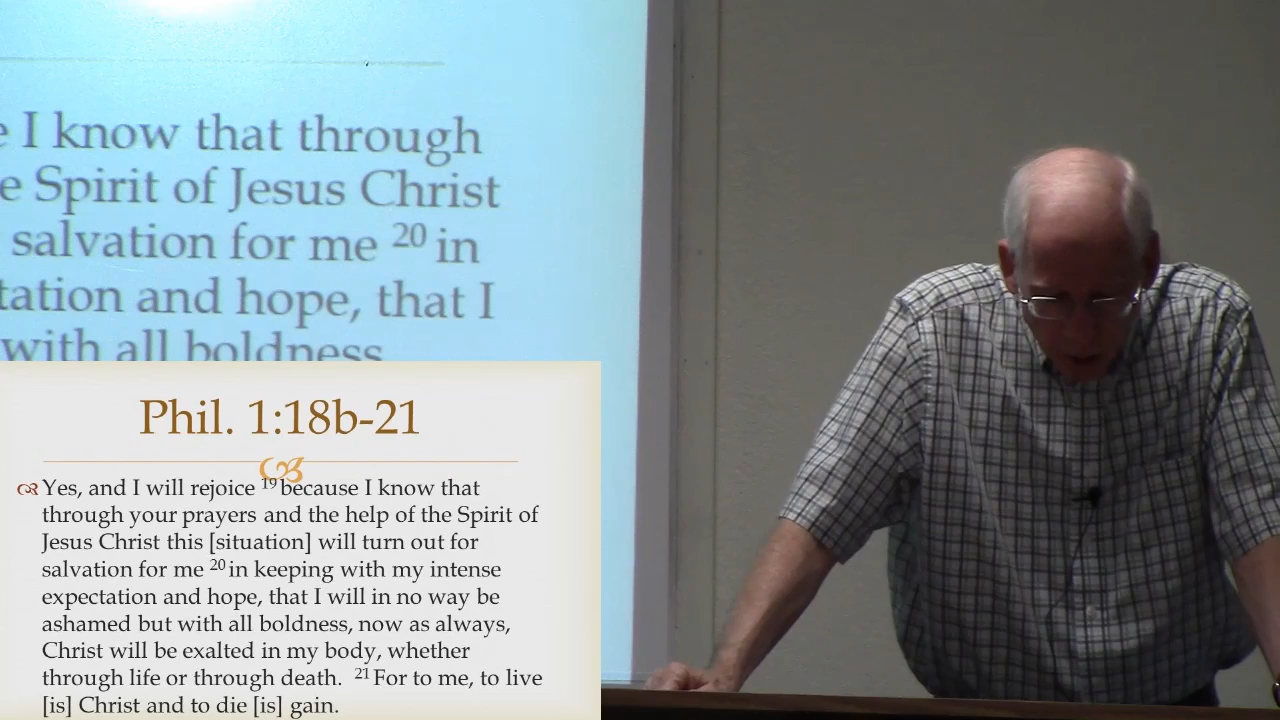 e I know that through
e Spirit of Jesus Christ
salvation for me 20 in
tation and hope, that I
with all boldness
Phil. 1:18b-21
Yes, and I will rejoice 19 because I know that
through your prayers and the help of the Spirit of
Jesus Christ this [situation] will turn out for
salvation for me 20 in keeping with my intense
expectation and hope, that I will in no way be
ashamed but with all boldness, now as always,
Christ will be exalted in my body, whether
through life or through death. 21 For to me, to live
[is] Christ and to die [is] gain.